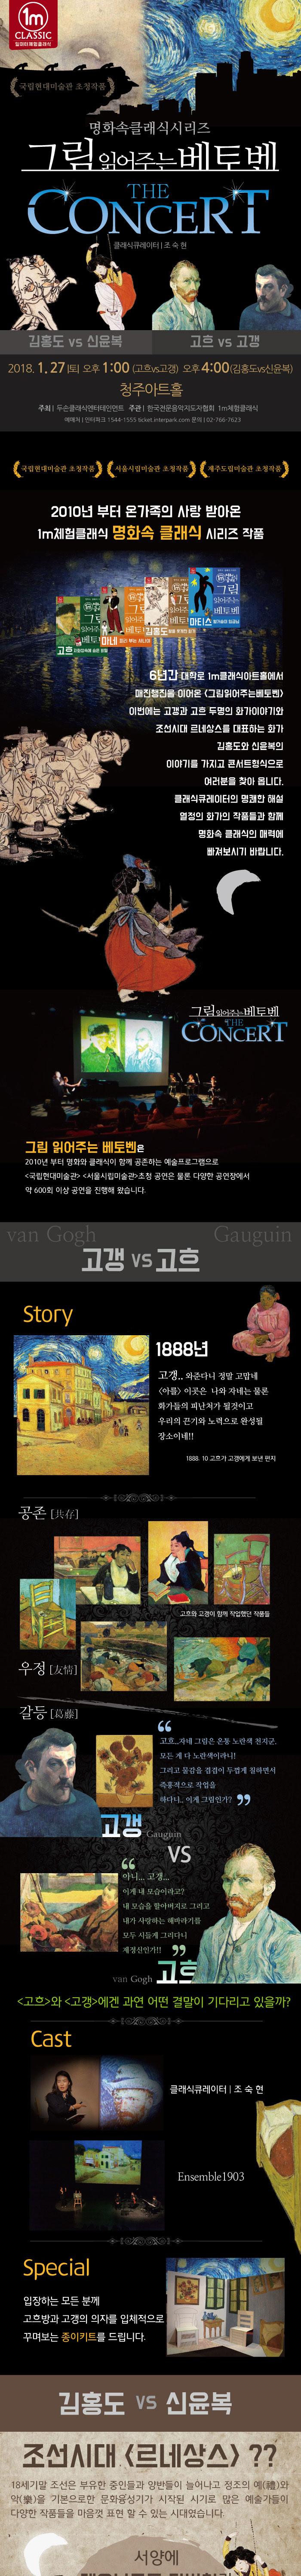 1m
CLASSIC
일미터 체험클래식
국립현대미술관 초청작품
명화속클래식시리즈
그림읽어주는베토벤
THE
CONCERT
클래식큐레이터 | 조 숙 현
김홍도 vs 신윤복
고흐 vs 고갱
2018. 1. 27 |토| 오후 1:00 (고흐vs고갱) 오후 4:00(김홍도vs신윤복)
청주아트홀
주최 | 두손클래식엔터테인먼트 주관 | 한국전문음악지도자협회 1m체험클래식
예매처 | 인터파크 1544-1555 ticket.interpark.com 문의 | 02-766-7623
국립현대미술관 초청작품
서울시립미술관 초청작품
제주도립미술관 초청작품
2010년 부터 온가족의 사랑 받아온
1m체험클래식 명화속 클래식 시리즈 작품
고흐
마네
김홍도
마티스
6년간 대학로 1m클래식아트홀에서
매진행진을 이어온 <그림읽어주는베토벤>
이번에는 고갱과 고흐 두명의 화가이야기와
조선시대 르네상스를 대표하는 화가
김홍도와 신윤복의
이야기를 가지고 콘서트형식으로
여러분을 찾아 옵니다.
클래식큐레이터의 명쾌한 해설
열정의 화가의 작품들과 함께
명화속 클래식의 매력에
빠져보시기 바랍니다.
그림읽어주는베토벤
THE
CONCERT
그림 읽어주는 베토벤은
2010년 부터 명화와 클래식이 함께 공존하는 예술프로그램으로
<국립현대미술관> <서울시립미술관>초청 공연은 물론 다양한 공연장에서
약 600회 이상 공연을 진행해 왔습니다.
van Gogh
Gauguin
고갱 vs 고흐
Story
1888년
고갱.. 와준다니 정말 고맙네
<아를> 이곳은 나와 자네는 물론
화가들의 피난처가 될것이고
우리의 끈기와 노력으로 완성될
장소이네!!
1888. 10 고흐가 고갱에게 보낸 편지
공존 [共存]
고흐와 고갱이 함께 작업했던 작품들
우정 [友情]
갈등 [葛藤]
고흐..자네 그림은 온통 노란색 천지군.
모든 게 다 노란색이라니!
그리고 물감을 겹겹이 두껍게 칠하면서
즉흥적으로 작업을
하다니.. 이게 그림인가?
고갱 Gauguin
VS
아니... 고갱...
이게 내 모습이라고?
내 모습을 할아버지로 그리고
내가 사랑하는 해바라기를
모두 시들게 그리다니
제정신인가!!
van Gogh 고흐
<고흐>와 <고갱>에겐 과연 어떤 결말이 기다리고 있을까?
Cast
클래식큐레이터 | 조 숙 현
Ensemble1903
Special
입장하는 모든 분께
고흐방과 고갱의 의자를 입체적으로
꾸며보는 종이키트를 드립니다.
김홍도 vs 신윤복
조선시대 <르네상스> ??
18세기말 조선은 부유한 중인들과 양반들이 늘어나고 정조의 예(禮)와
악(樂)을 기본으로한 문화융성기가 시작된 시기로 많은 예술가들이
다양한 작품들을 마음껏 표현 할 수 있는 시대였습니다.
서양에